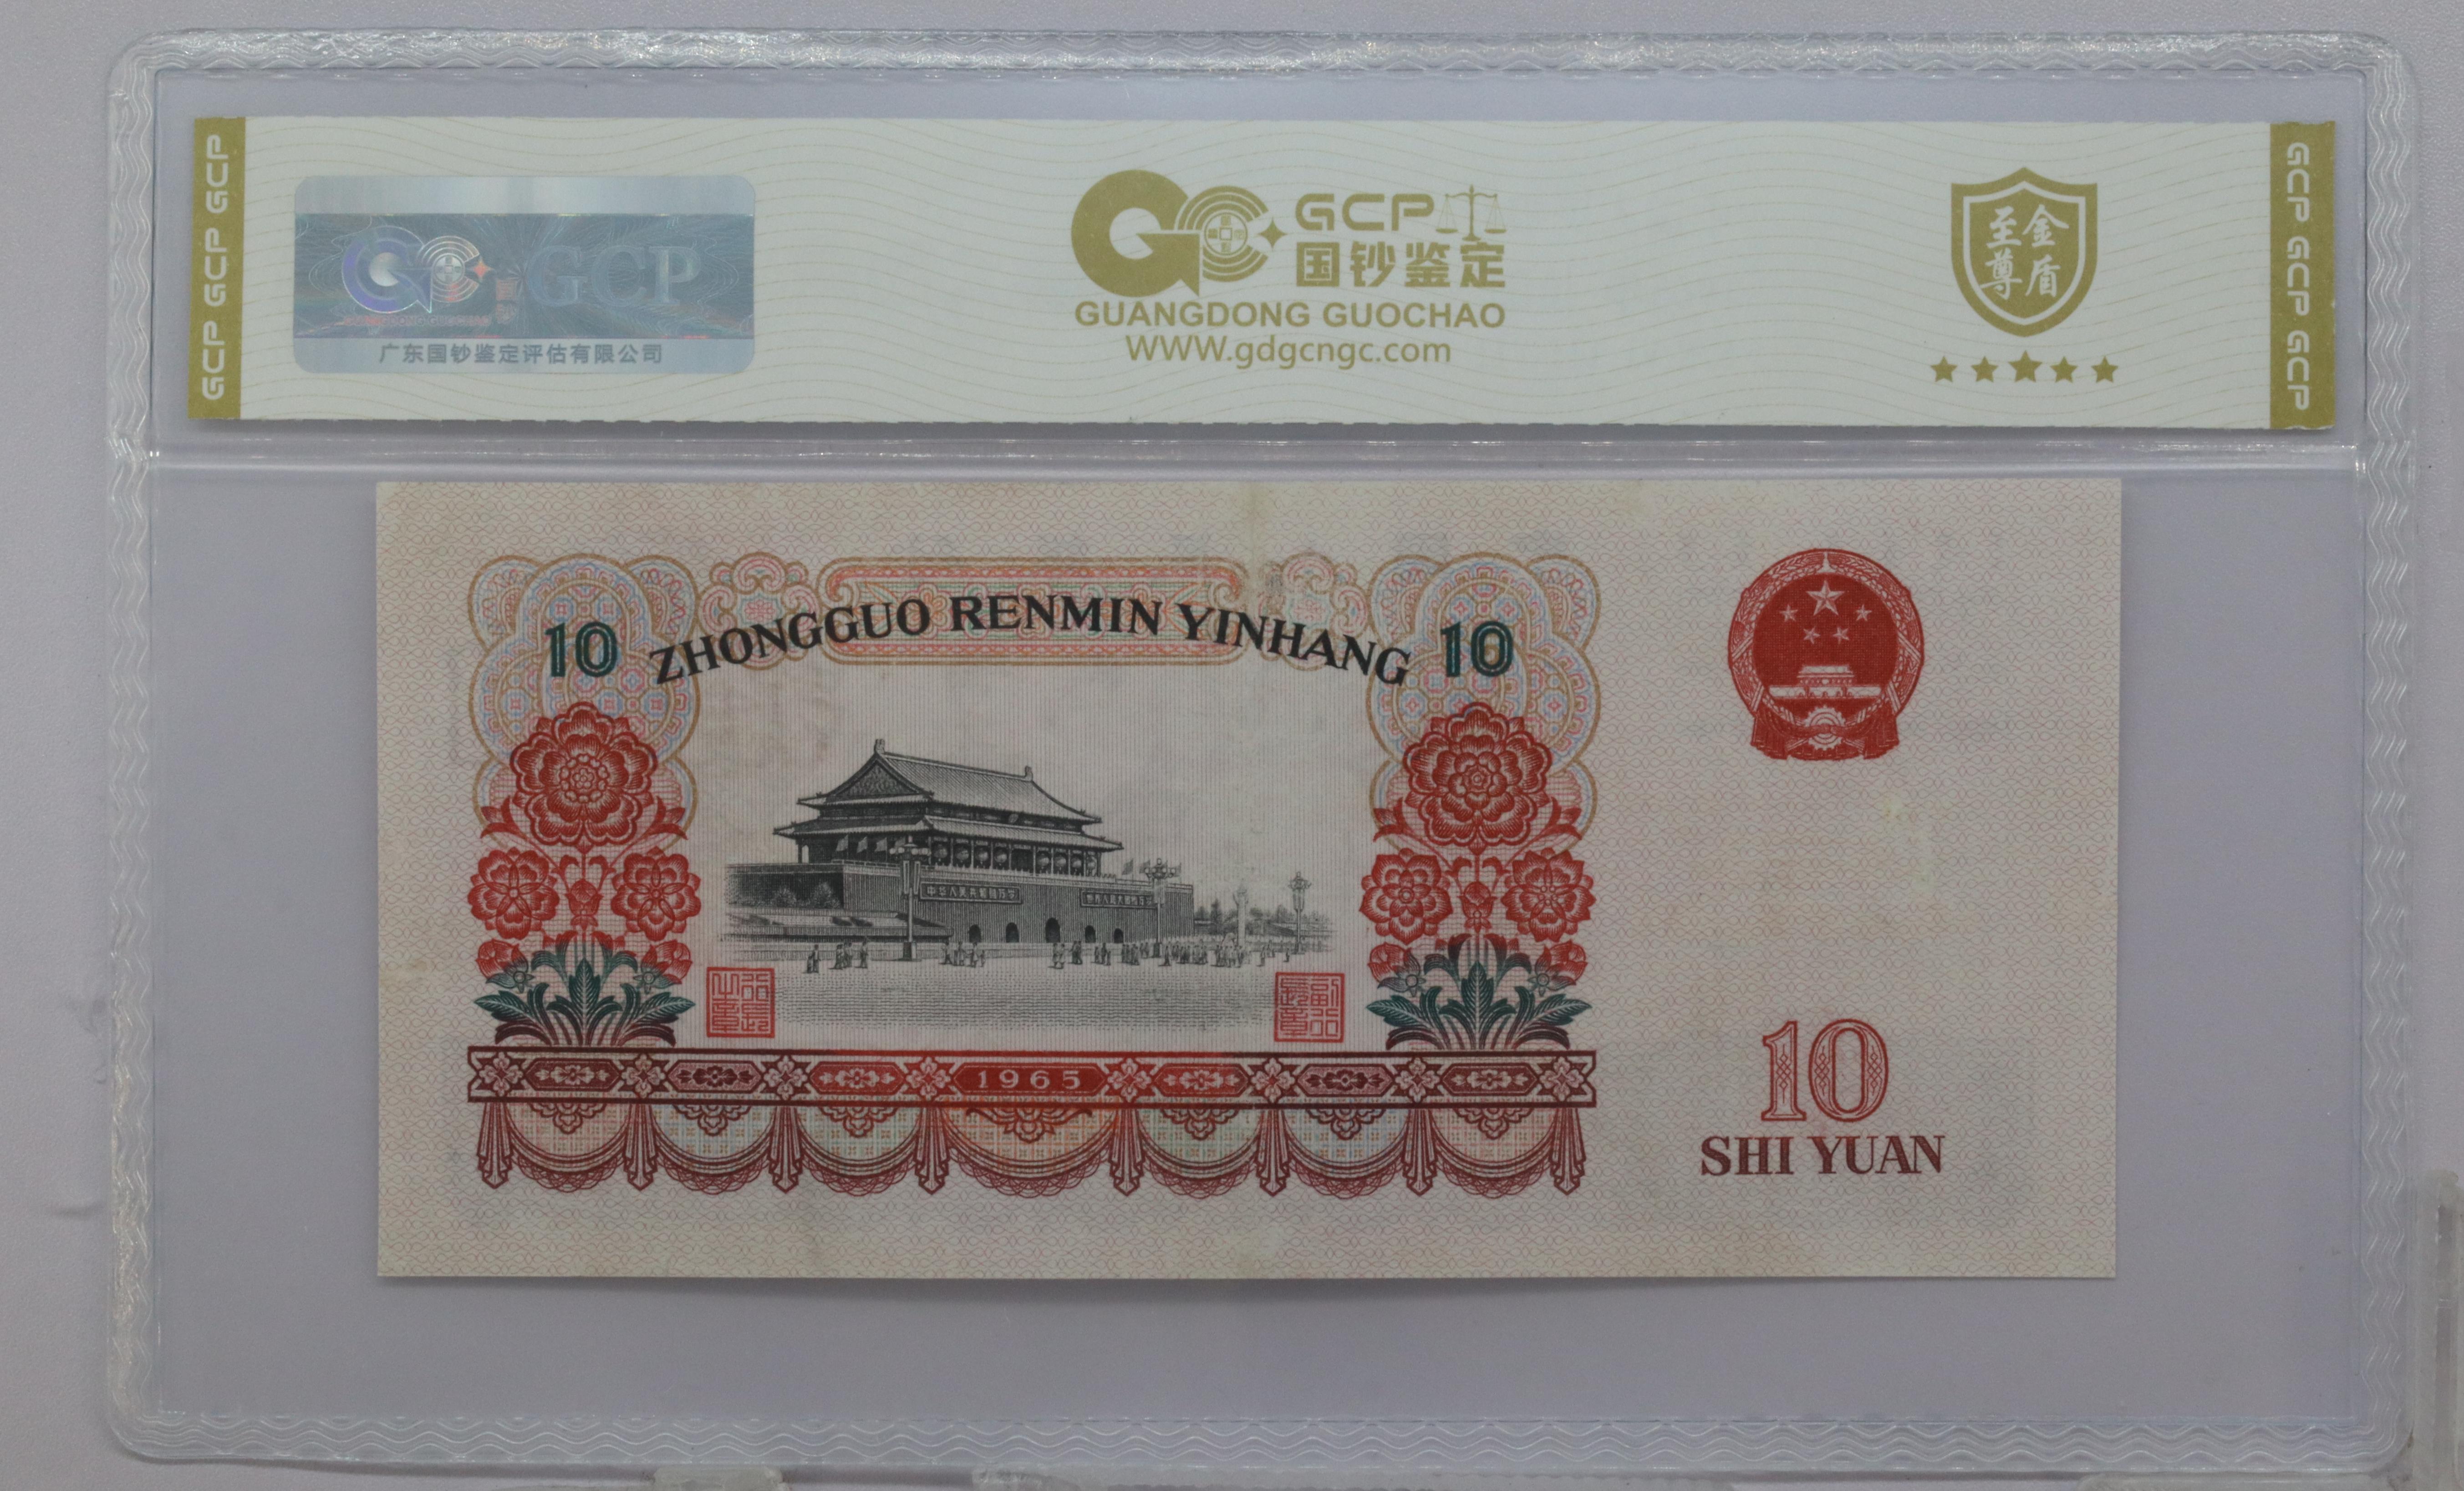 GCP GCP GCP
GCP
广东国钞鉴定评估有限公司
GCP
国钞鉴定
GUANGDONG GUOCHAO
WWW.gdgcngc.com
金盾
至尊
GCP GCP GCP
10 ZHONGGUO RENMIN YINHANG 10
1965
10
SHI YUAN